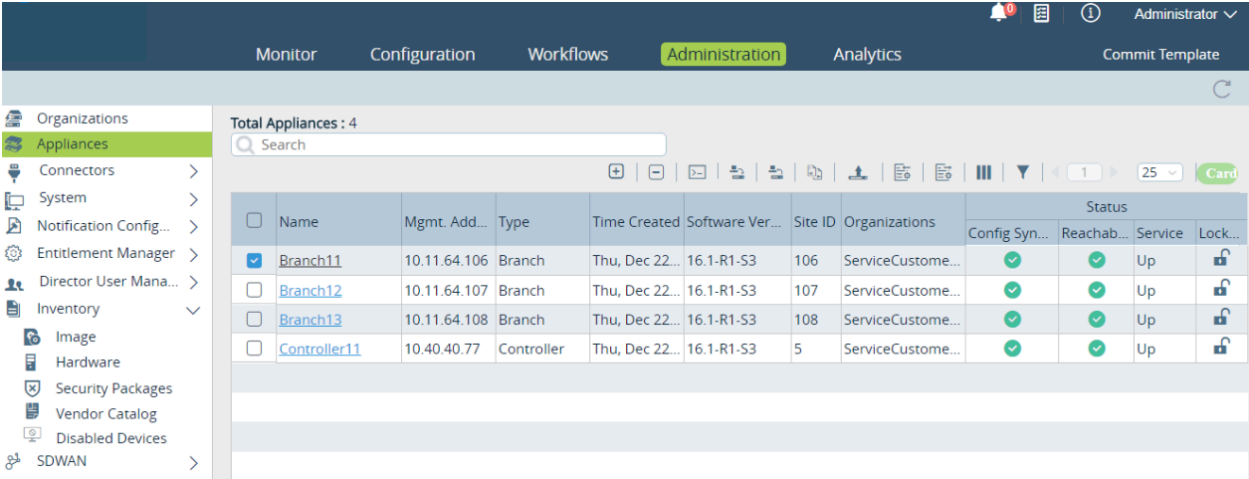 0
Administrator
Monitor Configuration Workflows Administration Analytics Commit Template
Organizations
Appliances
Connectors
System
Notification Config...
Entitlement Manager
Director User Mana...
Inventory
Image
Hardware
Security Packages
Vendor Catalog
Disabled Devices
SDWAN
Total Appliances : 4
Search
1 25 Card
Status
Name Mgmt. Add... Type Time Created Software Ver... Site ID Organizations Config Syn... Reachab... Service Lock...
Branch11 10.11.64.106 Branch Thu, Dec 22... 16.1-R1-S3 106 ServiceCustome... Up
Branch12 10.11.64.107 Branch Thu, Dec 22... 16.1-R1-S3 107 ServiceCustome... Up
Branch13 10.11.64.108 Branch Thu, Dec 22... 16.1-R1-S3 108 ServiceCustome... Up
Controller11 10.40.40.77 Controller Thu, Dec 22... 16.1-R1-S3 5 ServiceCustome... Up